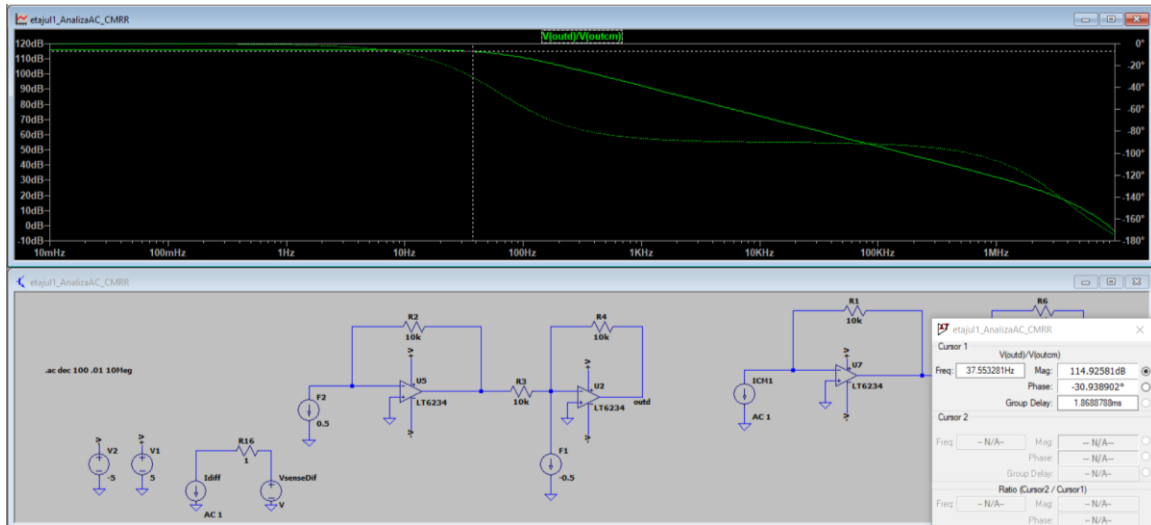 etajul1_AnalizaAC_CMRR
V(outd)/V(outcm)
120dB
110dB
100dB
90dB
80dB
70dB
60dB
50dB
40dB
30dB
20dB
10dB
0dB
-10dB
0°
-20°
-40°
-60°
-80°
-100°
-120°
-140°
-160°
-180°
10mHz 100mHz 1Hz 10Hz 100Hz 1KHz 10KHz 100KHz 1MHz
etajul1_AnalizaAC_CMRR
.ac dec 100 .01 10Meg
V2
-5
V1
5
R16
1
Idiff
AC 1
VsenseDif
V
F2
0.5
R2
10k
U5
LT6234
+V
-V
R3
10k
R4
10k
U2
LT6234
+V
-V
outd
F1
-0.5
ICM1
AC 1
R1
10k
U7
LT6234
+V
-V
R6
etajul1_AnalizaAC_CMRR
Cursor 1
V(outd)/V(outcm)
Freq: 37.553281Hz Mag: 114.92581dB
Phase: -30.938902°
Group Delay: 1.8688788ms
Cursor 2
Freq: -- N/A-- Mag: -- N/A--
Phase: -- N/A--
Group Delay: -- N/A--
Ratio (Cursor2 / Cursor1)
Freq: -- N/A-- Mag: -- N/A--
Phase: -- N/A--